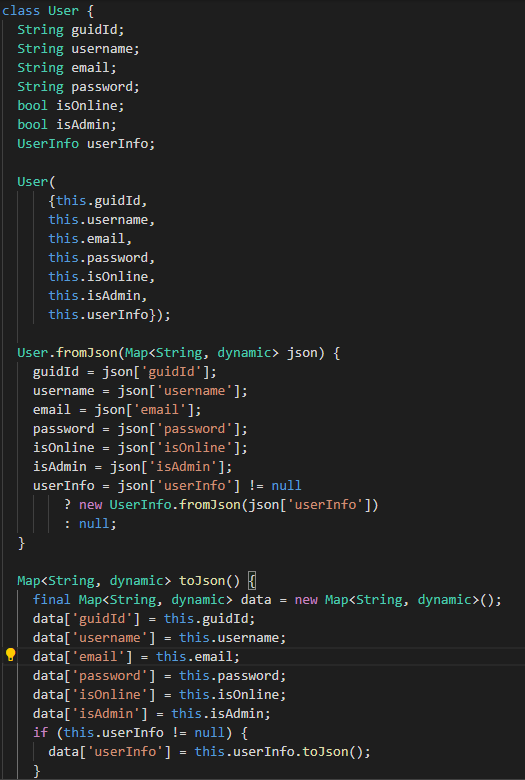 class User {
  String guidId;
  String username;
  String email;
  String password;
  bool isOnline;
  bool isAdmin;
  UserInfo userInfo;

  User(
      {this.guidId,
      this.username,
      this.email,
      this.password,
      this.isOnline,
      this.isAdmin,
      this.userInfo});

  User.fromJson(Map<String, dynamic> json) {
    guidId = json['guidId'];
    username = json['username'];
    email = json['email'];
    password = json['password'];
    isOnline = json['isOnline'];
    isAdmin = json['isAdmin'];
    userInfo = json['userInfo'] != null
        ? new UserInfo.fromJson(json['userInfo'])
        : null;
  }

  Map<String, dynamic> toJson() {
    final Map<String, dynamic> data = new Map<String, dynamic>();
    data['guidId'] = this.guidId;
    data['username'] = this.username;
    data['email'] = this.email;
    data['password'] = this.password;
    data['isOnline'] = this.isOnline;
    data['isAdmin'] = this.isAdmin;
    if (this.userInfo != null) {
      data['userInfo'] = this.userInfo.toJson();
    }